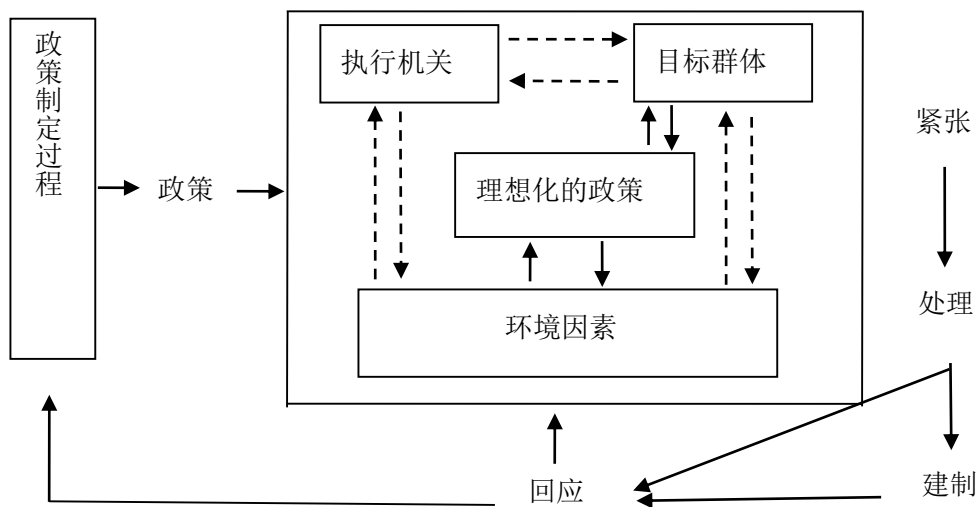 政策制定过程
执行机关
目标群体
紧张
政策
理想化的政策
处理
环境因素
回应
建制